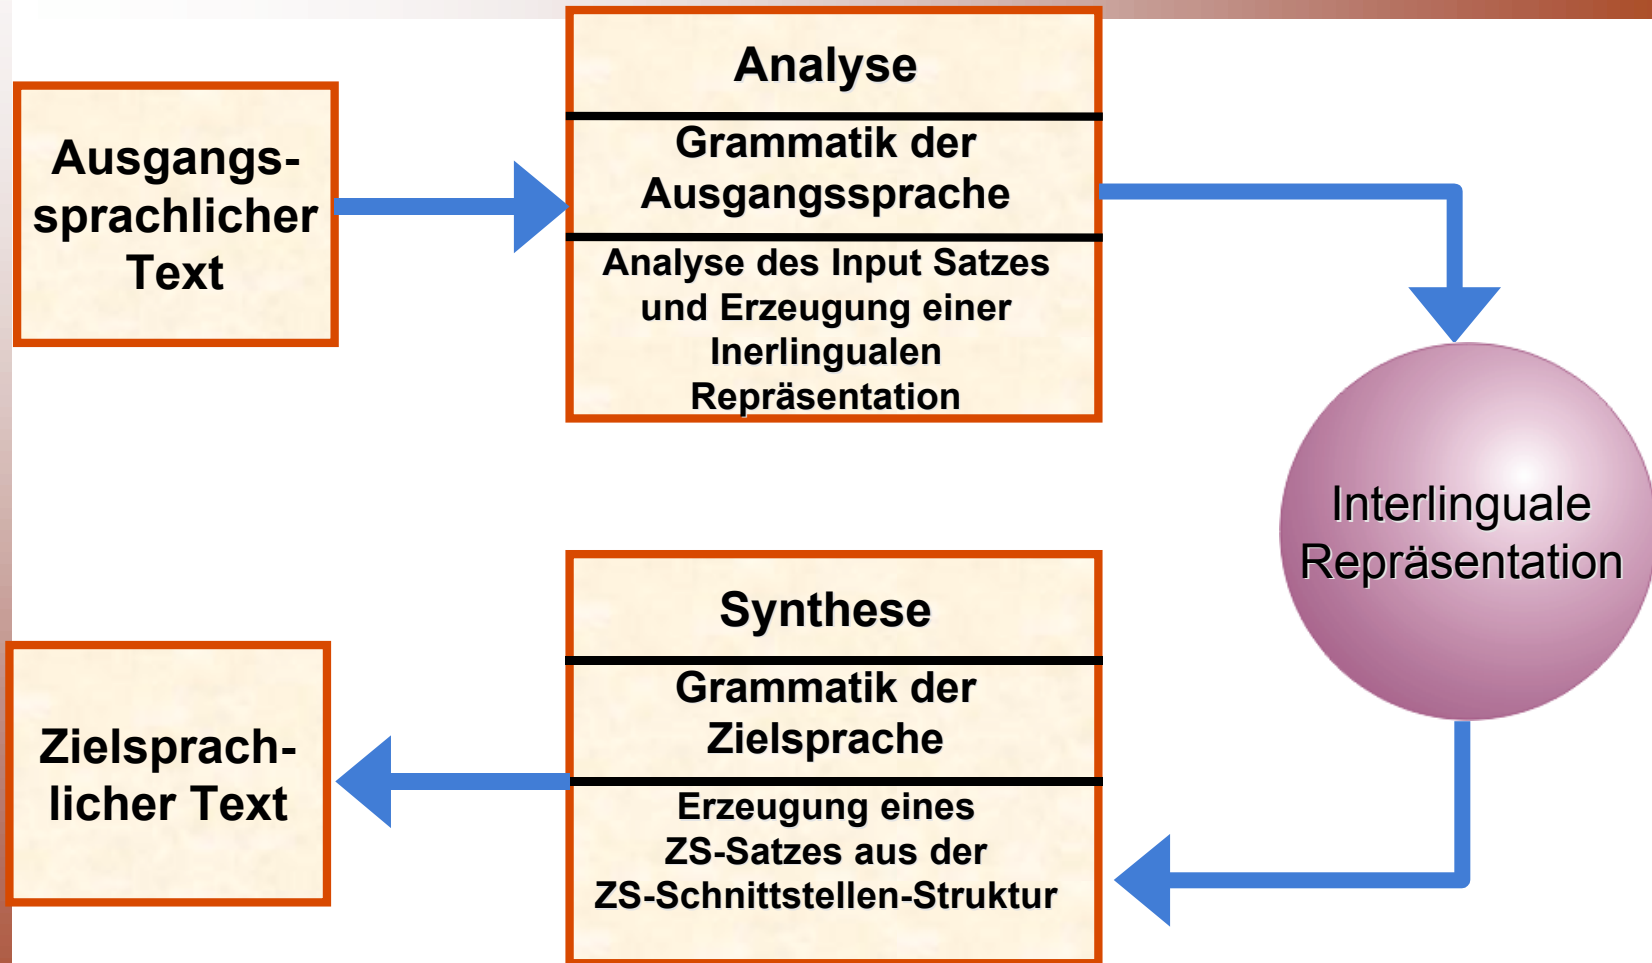 Ausgangs-
sprachlicher
Text
Analyse
Grammatik der
Ausgangssprache
Analyse des Input Satzes
und Erzeugung einer
Inerlingualen
Repräsentation
Interlinguale
Repräsentation
Synthese
Grammatik der
Zielsprache
Erzeugung eines
ZS-Satzes aus der
ZS-Schnittstellen-Struktur
Zielsprach-
licher Text